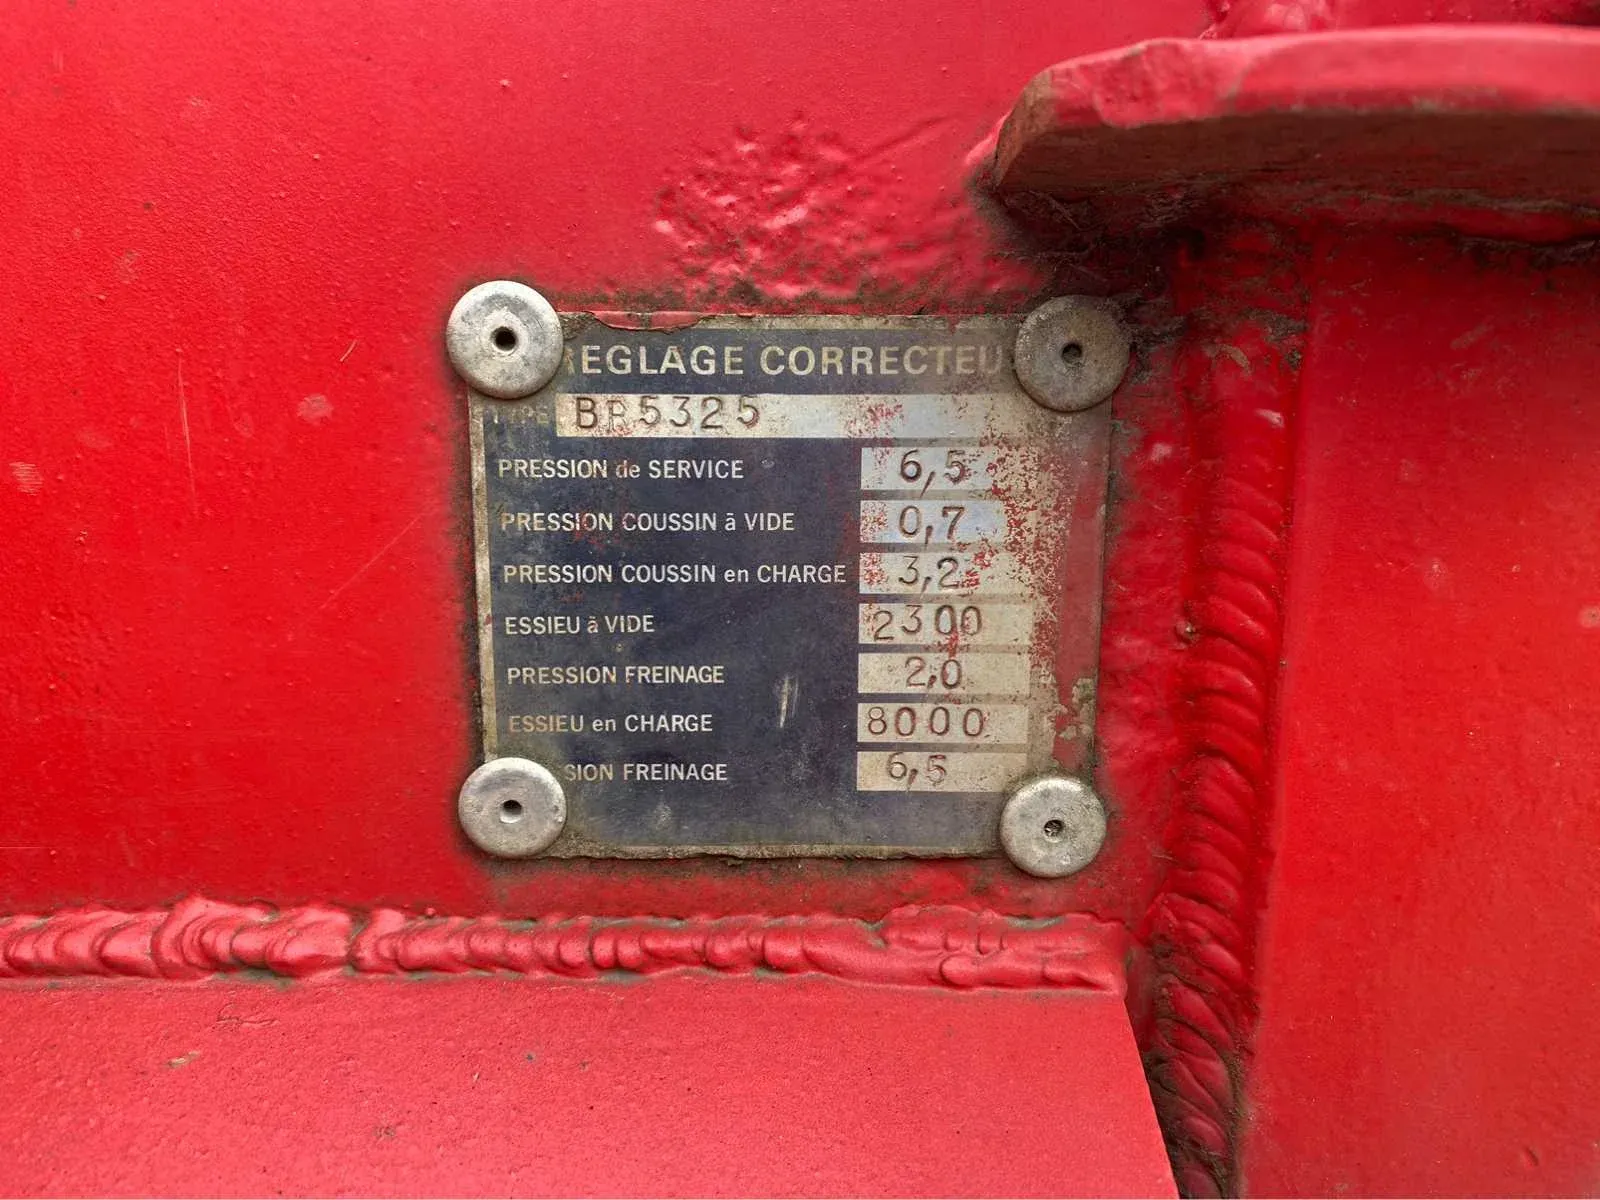 REGLAGE CORRECTEU
TYPE BR5325
PRESSION de SERVICE 6,5
PRESSION COUSSIN à VIDE 0,7
PRESSION COUSSIN en CHARGE 3,2
ESSIEU à VIDE 2300
PRESSION FREINAGE 2,0
ESSIEU en CHARGE 8000
SION FREINAGE 6,5